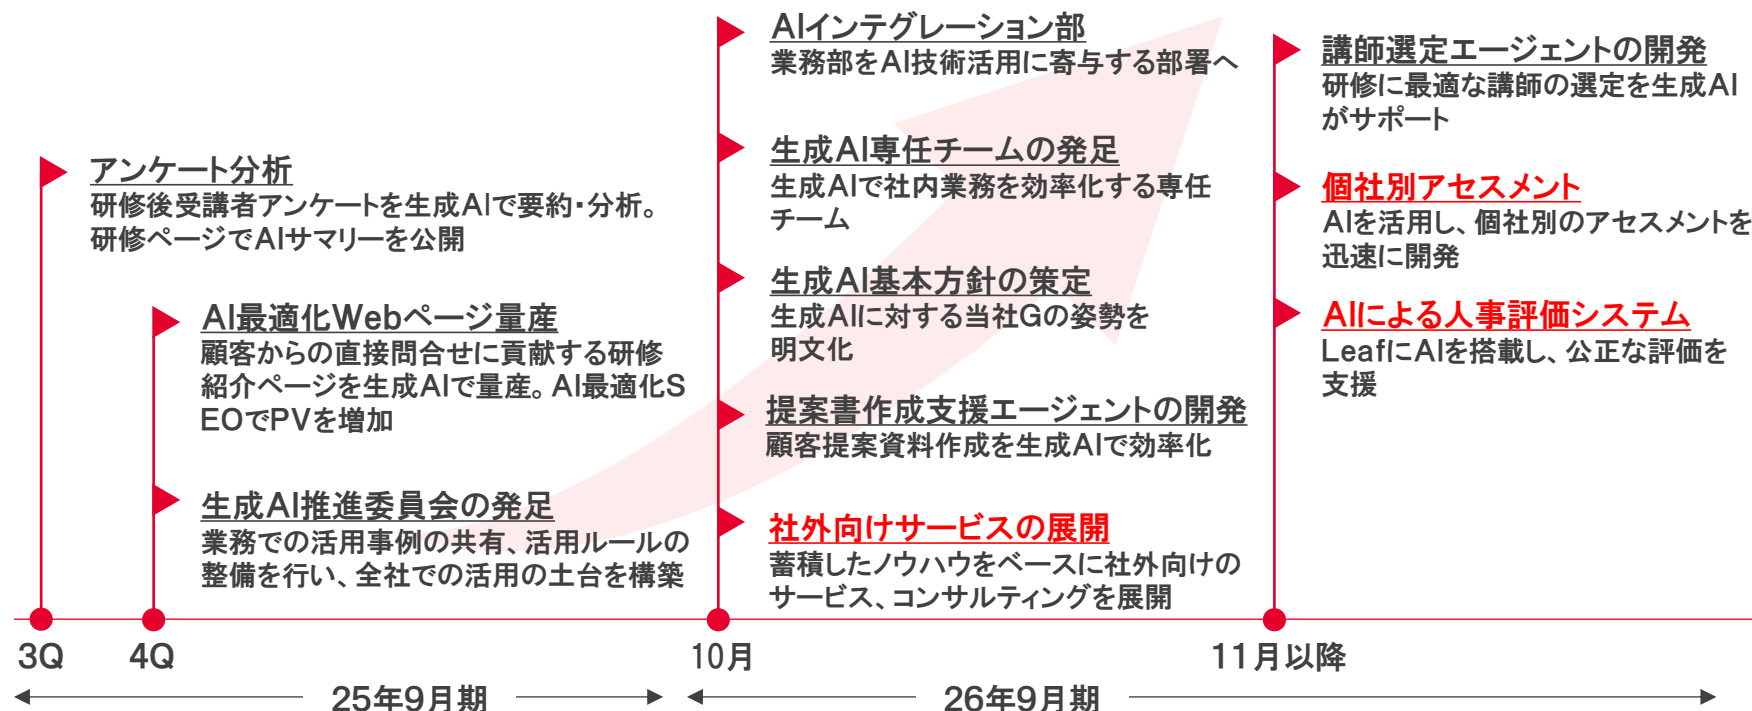 アンケート分析
研修後受講者アンケートを生成AIで要約・分析。
研修ページでAIサマリーを公開
AI最適化Webページ量産
顧客からの直接問合せに貢献する研修
紹介ページを生成AIで量産。AI最適化S
EOでPVを増加
生成AI推進委員会の発足
業務での活用事例の共有、活用ルールの
整備を行い、全社での活用の土台を構築
AIインテグレーション部
業務部をAI技術活用に寄与する部署へ
生成AI専任チームの発足
生成AIで社内業務を効率化する専任
チーム
生成AI基本方針の策定
生成AIに対する当社Gの姿勢を
明文化
提案書作成支援エージェントの開発
顧客提案資料作成を生成AIで効率化
社外向けサービスの展開
蓄積したノウハウをベースに社外向けの
サービス、コンサルティングを展開
講師選定エージェントの開発
研修に最適な講師の選定を生成AI
がサポート
個社別アセスメント
AIを活用し、個社別のアセスメントを
迅速に開発
AIによる人事評価システム
LeafにAIを搭載し、公正な評価を
支援
3Q
4Q
10月
11月以降
25年9月期
26年9月期